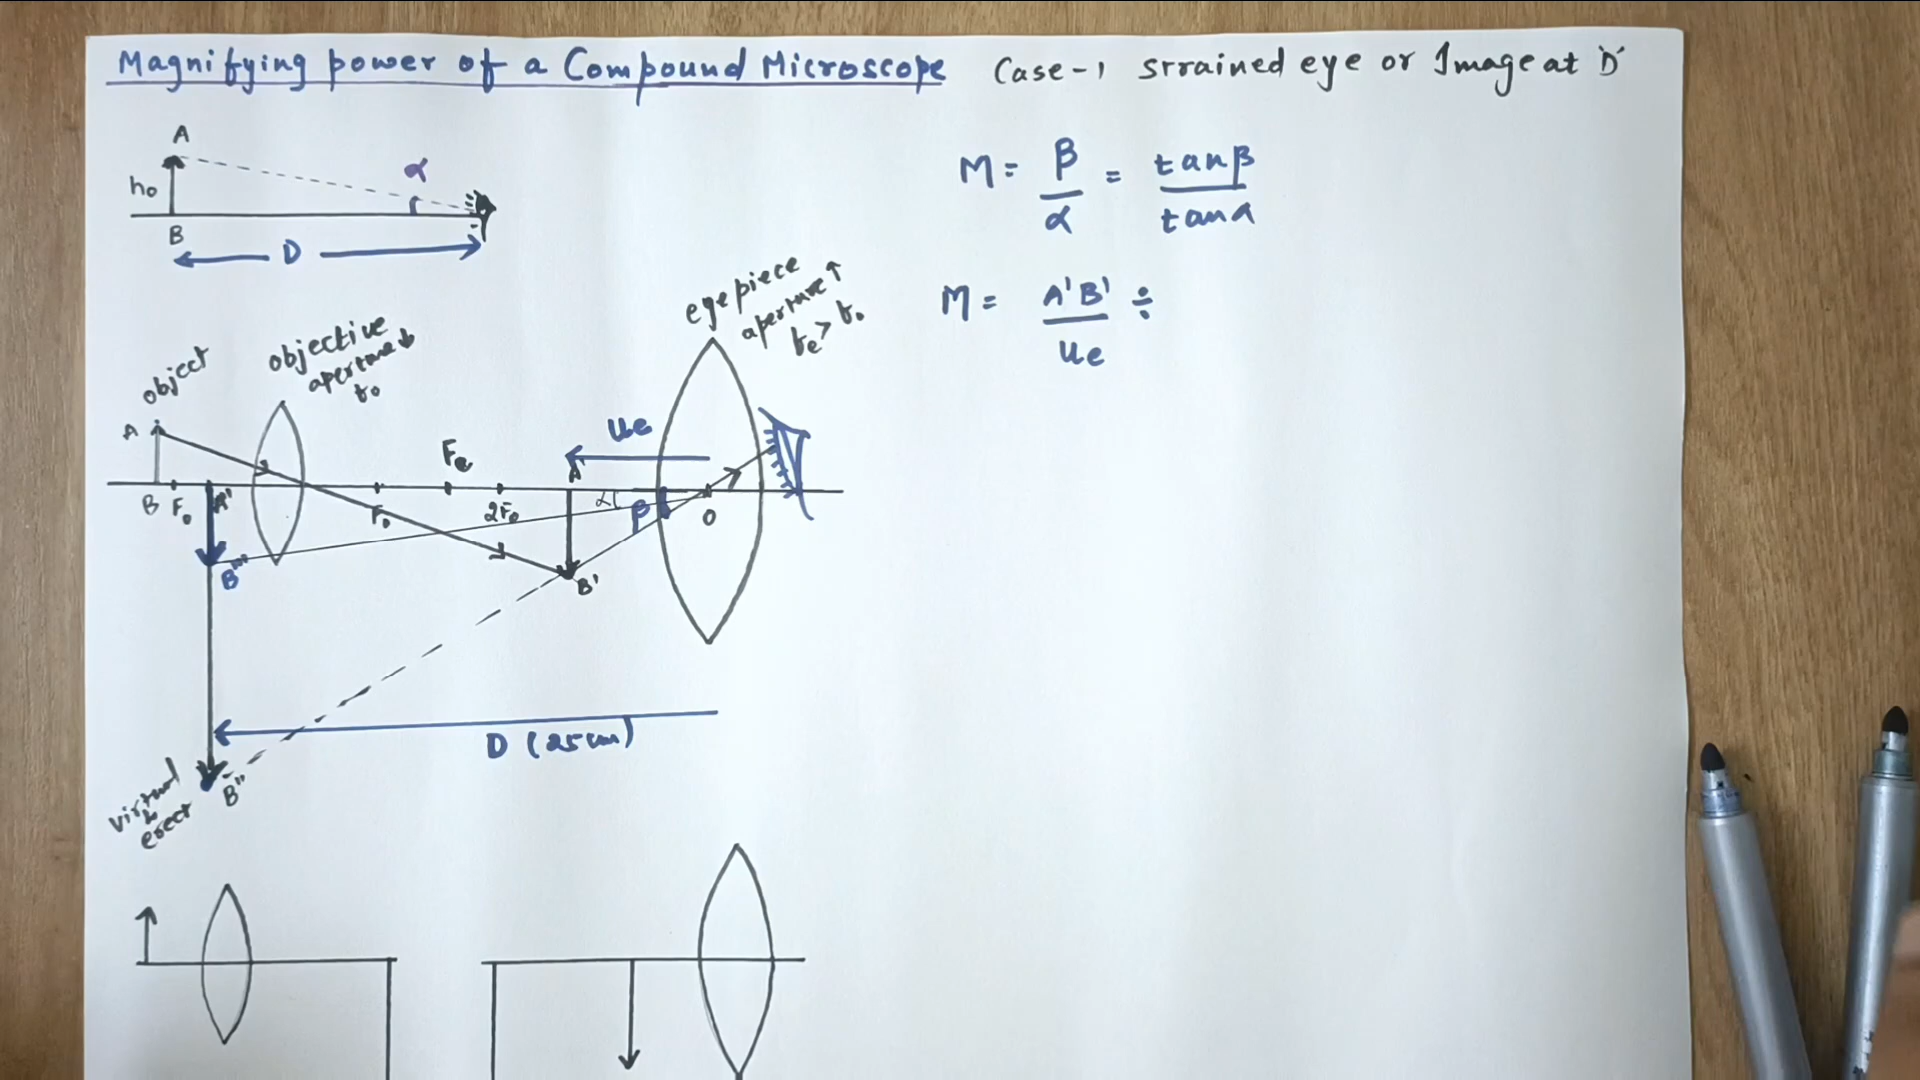 Magnifying power of a Compound Microscope Case-1 Strained eye or Image at 'D'
A
α
ho
B
D
M = β/α = tanβ/tanα
M = A'B'/ue ÷
eyepiece
aperture↑
fe > fo
objective
aperture↓
fo
object
A
Fe
ue
A'
B Fo A'' Fo 2Fo α β O
B'''
B'
D (25cm)
B''
virtual
&
erect